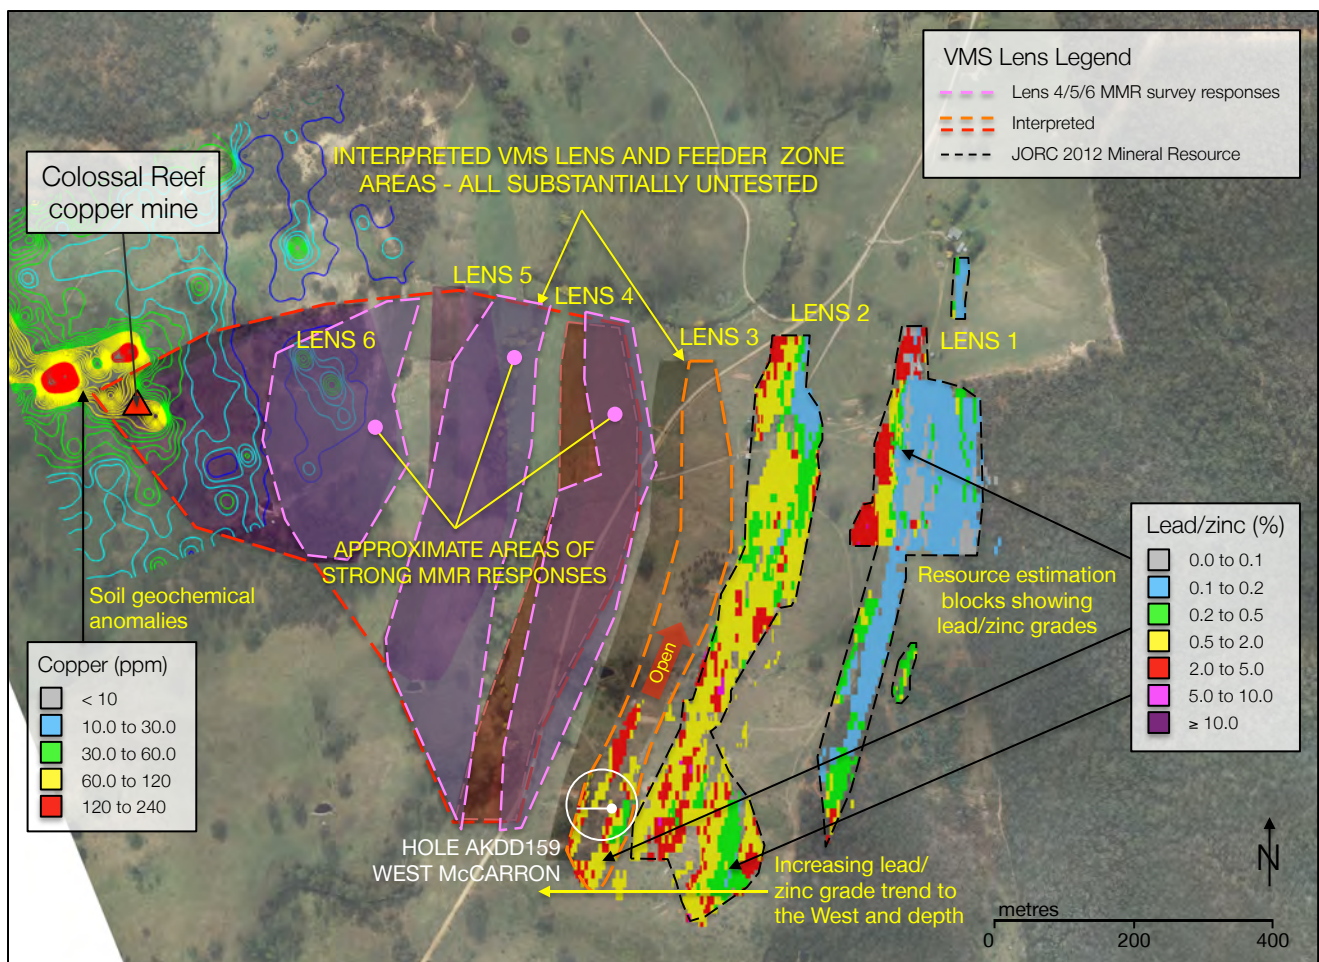 VMS Lens Legend
Lens 4/5/6 MMR survey responses
Interpreted
JORC 2012 Mineral Resource
Colossal Reef
copper mine
INTERPRETED VMS LENS AND FEEDER ZONE
AREAS - ALL SUBSTANTIALLY UNTESTED
LENS 5
LENS 4
LENS 6
LENS 3
LENS 2
LENS 1
APPROXIMATE AREAS OF
STRONG MMR RESPONSES
Soil geochemical
anomalies
Copper (ppm)
< 10
10.0 to 30.0
30.0 to 60.0
60.0 to 120
120 to 240
Open
Resource estimation
blocks showing
lead/zinc grades
Lead/zinc (%)
0.0 to 0.1
0.1 to 0.2
0.2 to 0.5
0.5 to 2.0
2.0 to 5.0
5.0 to 10.0
≥ 10.0
HOLE AKDD159
WEST McCARRON
Increasing lead/
zinc grade trend to
the West and depth
N
metres
0 200 400